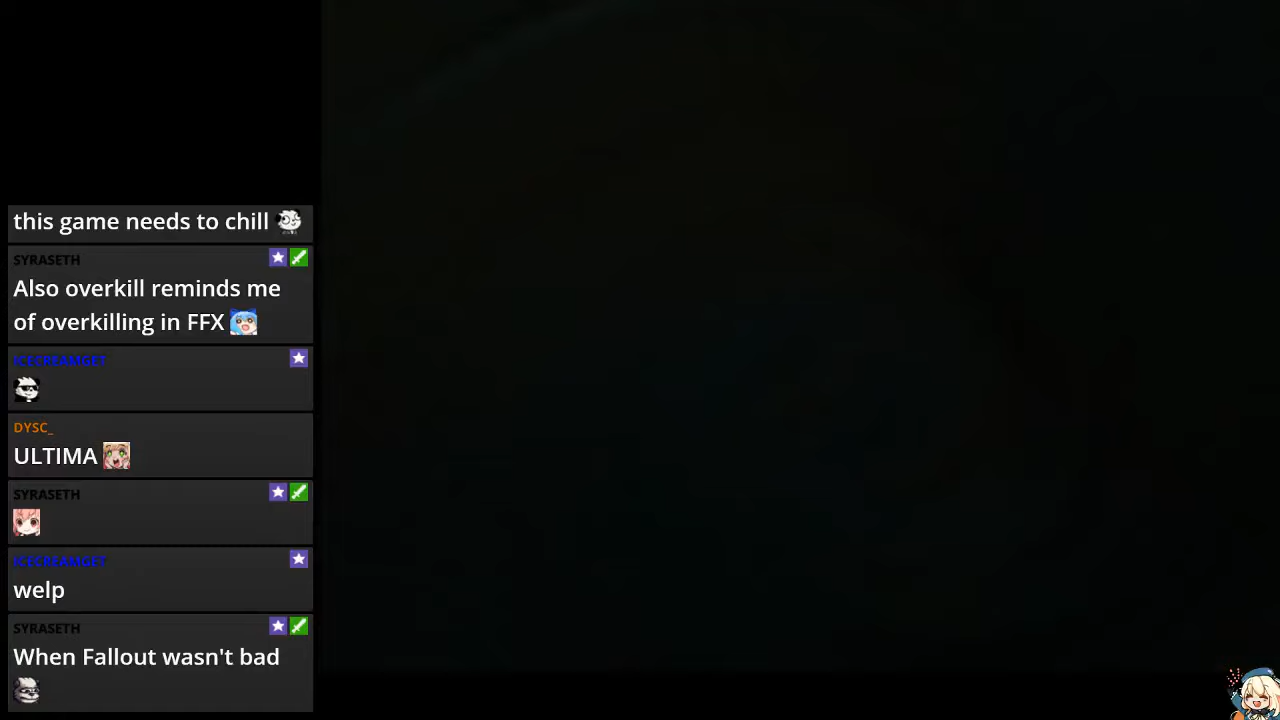 this game needs to chill
SYRASETH
Also overkill reminds me
of overkilling in FFX
ICECREAMGET
DYSC_
ULTIMA
SYRASETH
ICECREAMGET
welp
SYRASETH
When Fallout wasn't bad